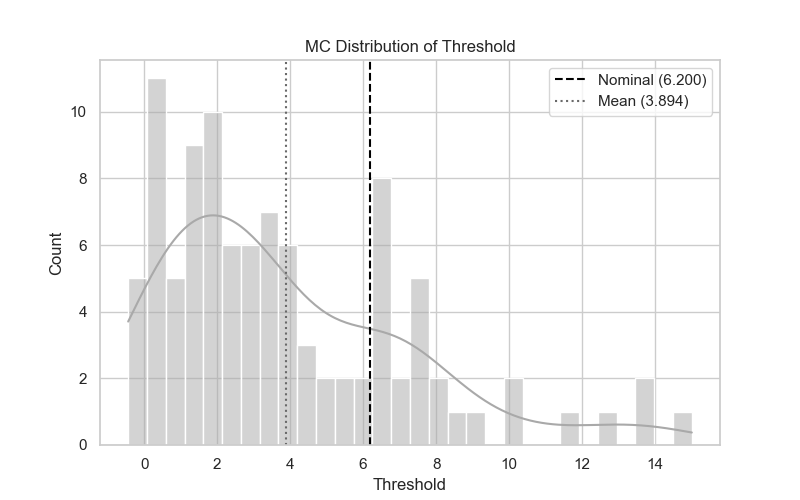 MC Distribution of Threshold
Nominal (6.200)
Mean (3.894)
Count
10
8
6
4
2
0
0 2 4 6 8 10 12 14
Threshold